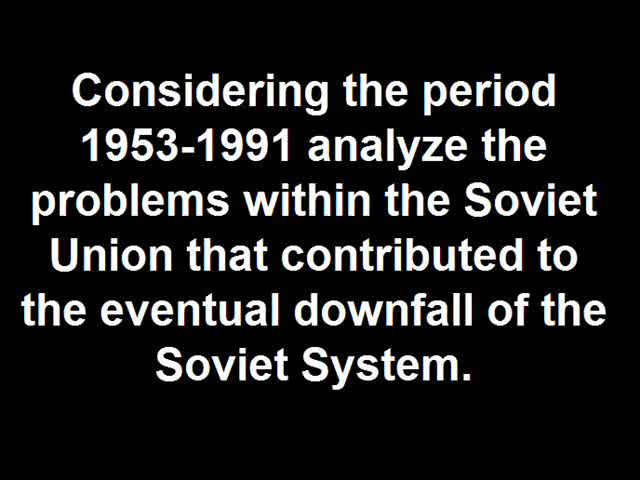 Considering the period
1953-1991 analyze the
problems within the Soviet
Union that contributed to
the eventual downfall of the
Soviet System.